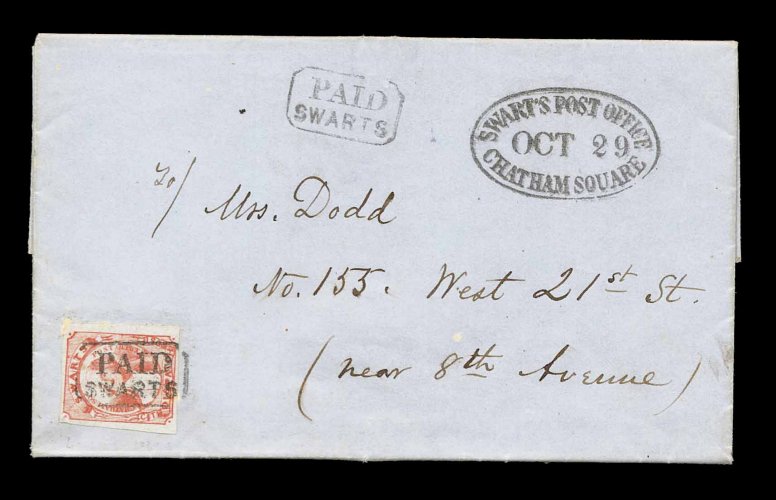 PAID
SWARTS
SWART'S POST OFFICE
OCT 29
CHATHAM SQUARE
To/
Mrs. Dodd
No. 155. West 21st St.
(near 8th Avenue)
PAID
SWARTS